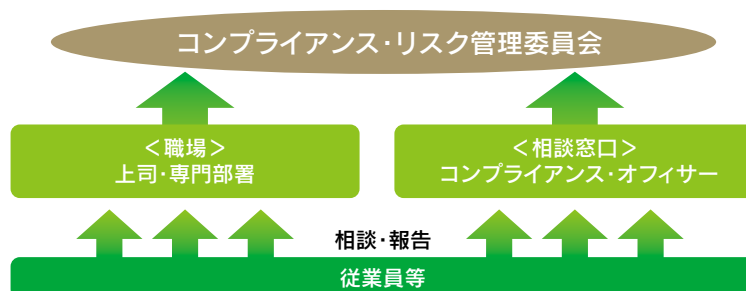 コンプライアンス・リスク管理委員会
＜職場＞
上司・専門部署
＜相談窓口＞
コンプライアンス・オフィサー
相談・報告
従業員等